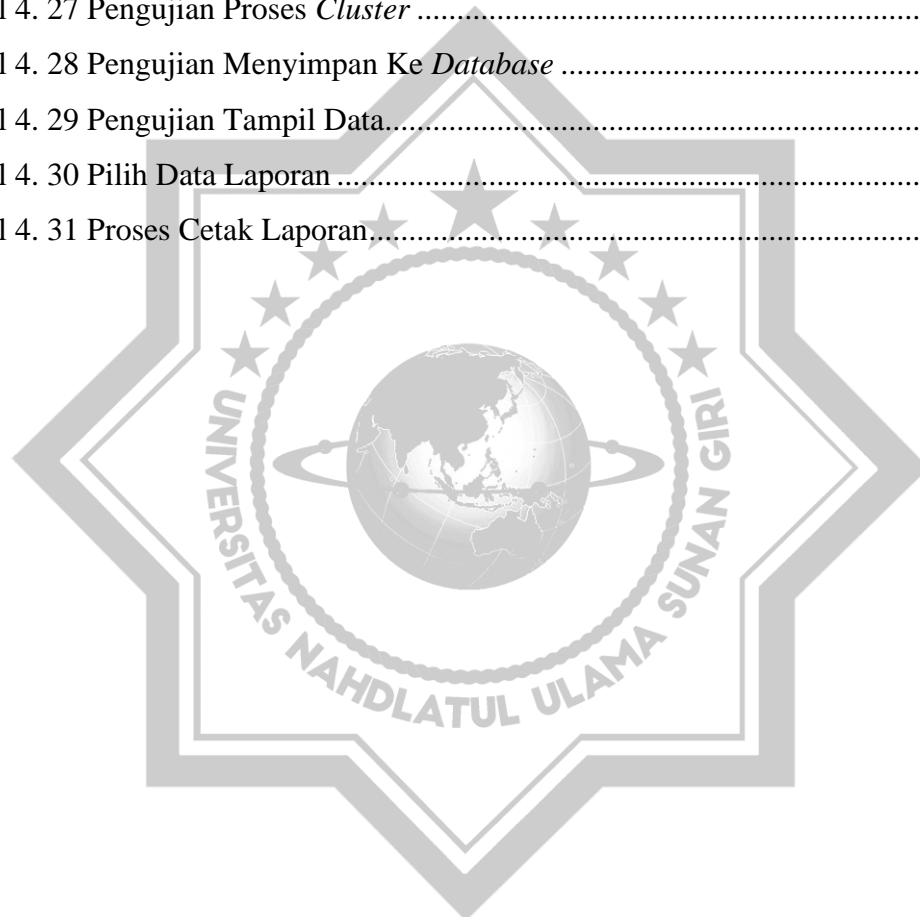 l 4. 27 Pengujian Proses Cluster ....................................................................
l 4. 28 Pengujian Menyimpan Ke Database ................................................
l 4. 29 Pengujian Tampil Data.......................................................................
l 4. 30 Pilih Data Laporan ..............................................................................
l 4. 31 Proses Cetak Laporan..........................................................................
UNIVERSITAS NAHDLATUL ULAMA SUNAN GIRI